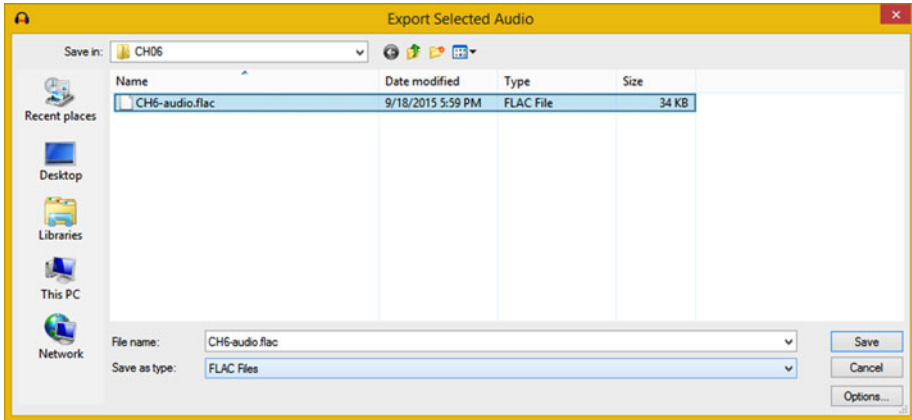 Export Selected Audio
Save in: CH06
Name Date modified Type Size
CH6-audio.flac 9/18/2015 5:59 PM FLAC File 34 KB
Recent places
Desktop
Libraries
This PC
Network
File name: CH6-audio.flac Save
Save as type: FLAC Files Cancel
Options...